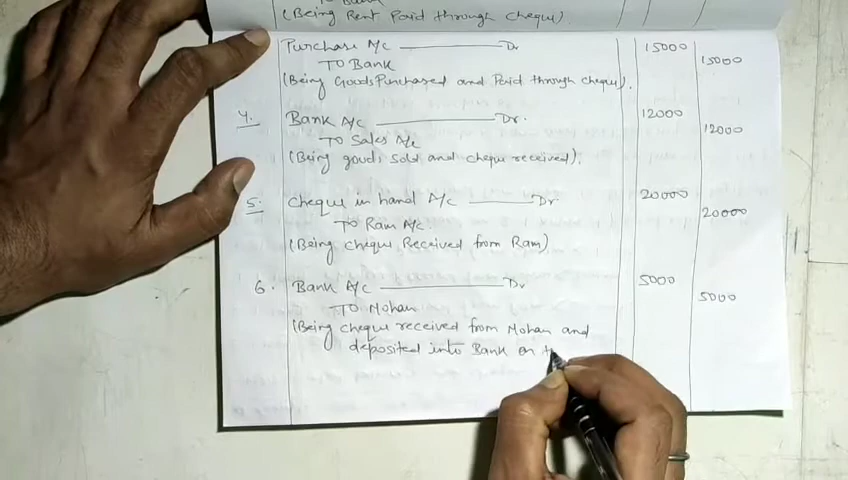 (Being Rent Paid through Cheque)
Purchase A/c Dr 15000
To Bank 15000
(Being Goods Purchased and Paid through cheque).
4. Bank A/c Dr. 12000
To Sales A/c 12000
(Being goods sold and cheque received).
5. Cheque in hand A/c Dr 20000
To Ram A/c. 20000
(Being cheque Received from Ram)
6. Bank A/c Dr 5000
To Mohan 5000
(Being cheque received from Mohan and
deposited into Bank on